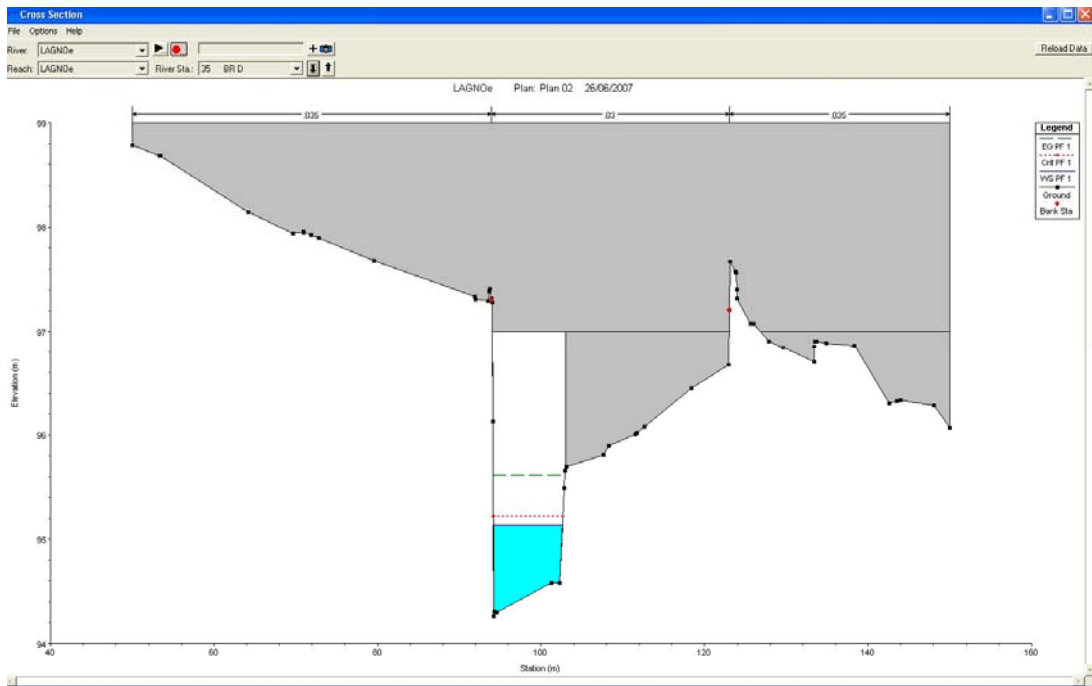 Cross Section
File Options Help
River: LAGNOe
Reload Data
Reach: LAGNOe River Sta.: 35 BR D
LAGNOe Plan: Plan 02 26/06/2007
.035 .03 .035
Legend
EG PF 1
Crit PF 1
WS PF 1
Ground
Bank Sta
99
98
97
96
95
94
Elevation (m)
40 60 80 100 120 140 160
Station (m)